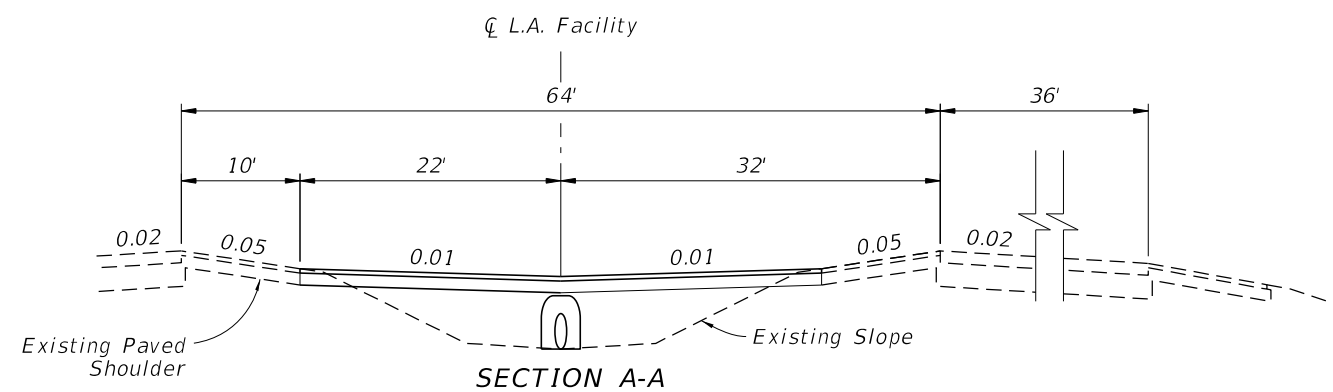 ℄ L.A. Facility
64'
36'
10'
22'
32'
0.02
0.05
0.01
0.01
0.05
0.02
Existing Paved
Shoulder
Existing Slope
SECTION A-A